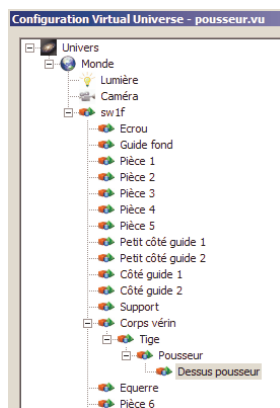 Configuration Virtual Universe - pousseur.vu
Univers
Monde
Lumière
Caméra
sw1f
Ecrou
Guide fond
Pièce 1
Pièce 2
Pièce 3
Pièce 4
Pièce 5
Petit côté guide 1
Petit côté guide 2
Côté guide 1
Côté guide 2
Support
Corps vérin
Tige
Pousseur
Dessus pousseur
Equerre
Pièce 6